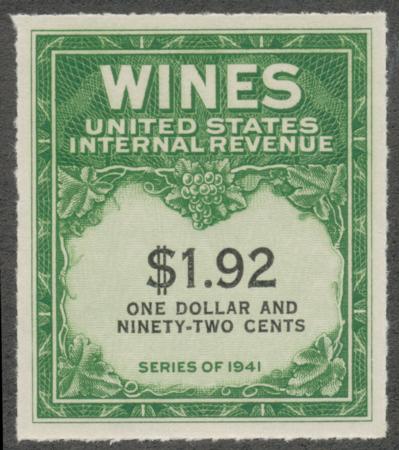 WINES
UNITED STATES
INTERNAL REVENUE
$1.92
ONE DOLLAR AND
NINETY-TWO CENTS
SERIES OF 1941